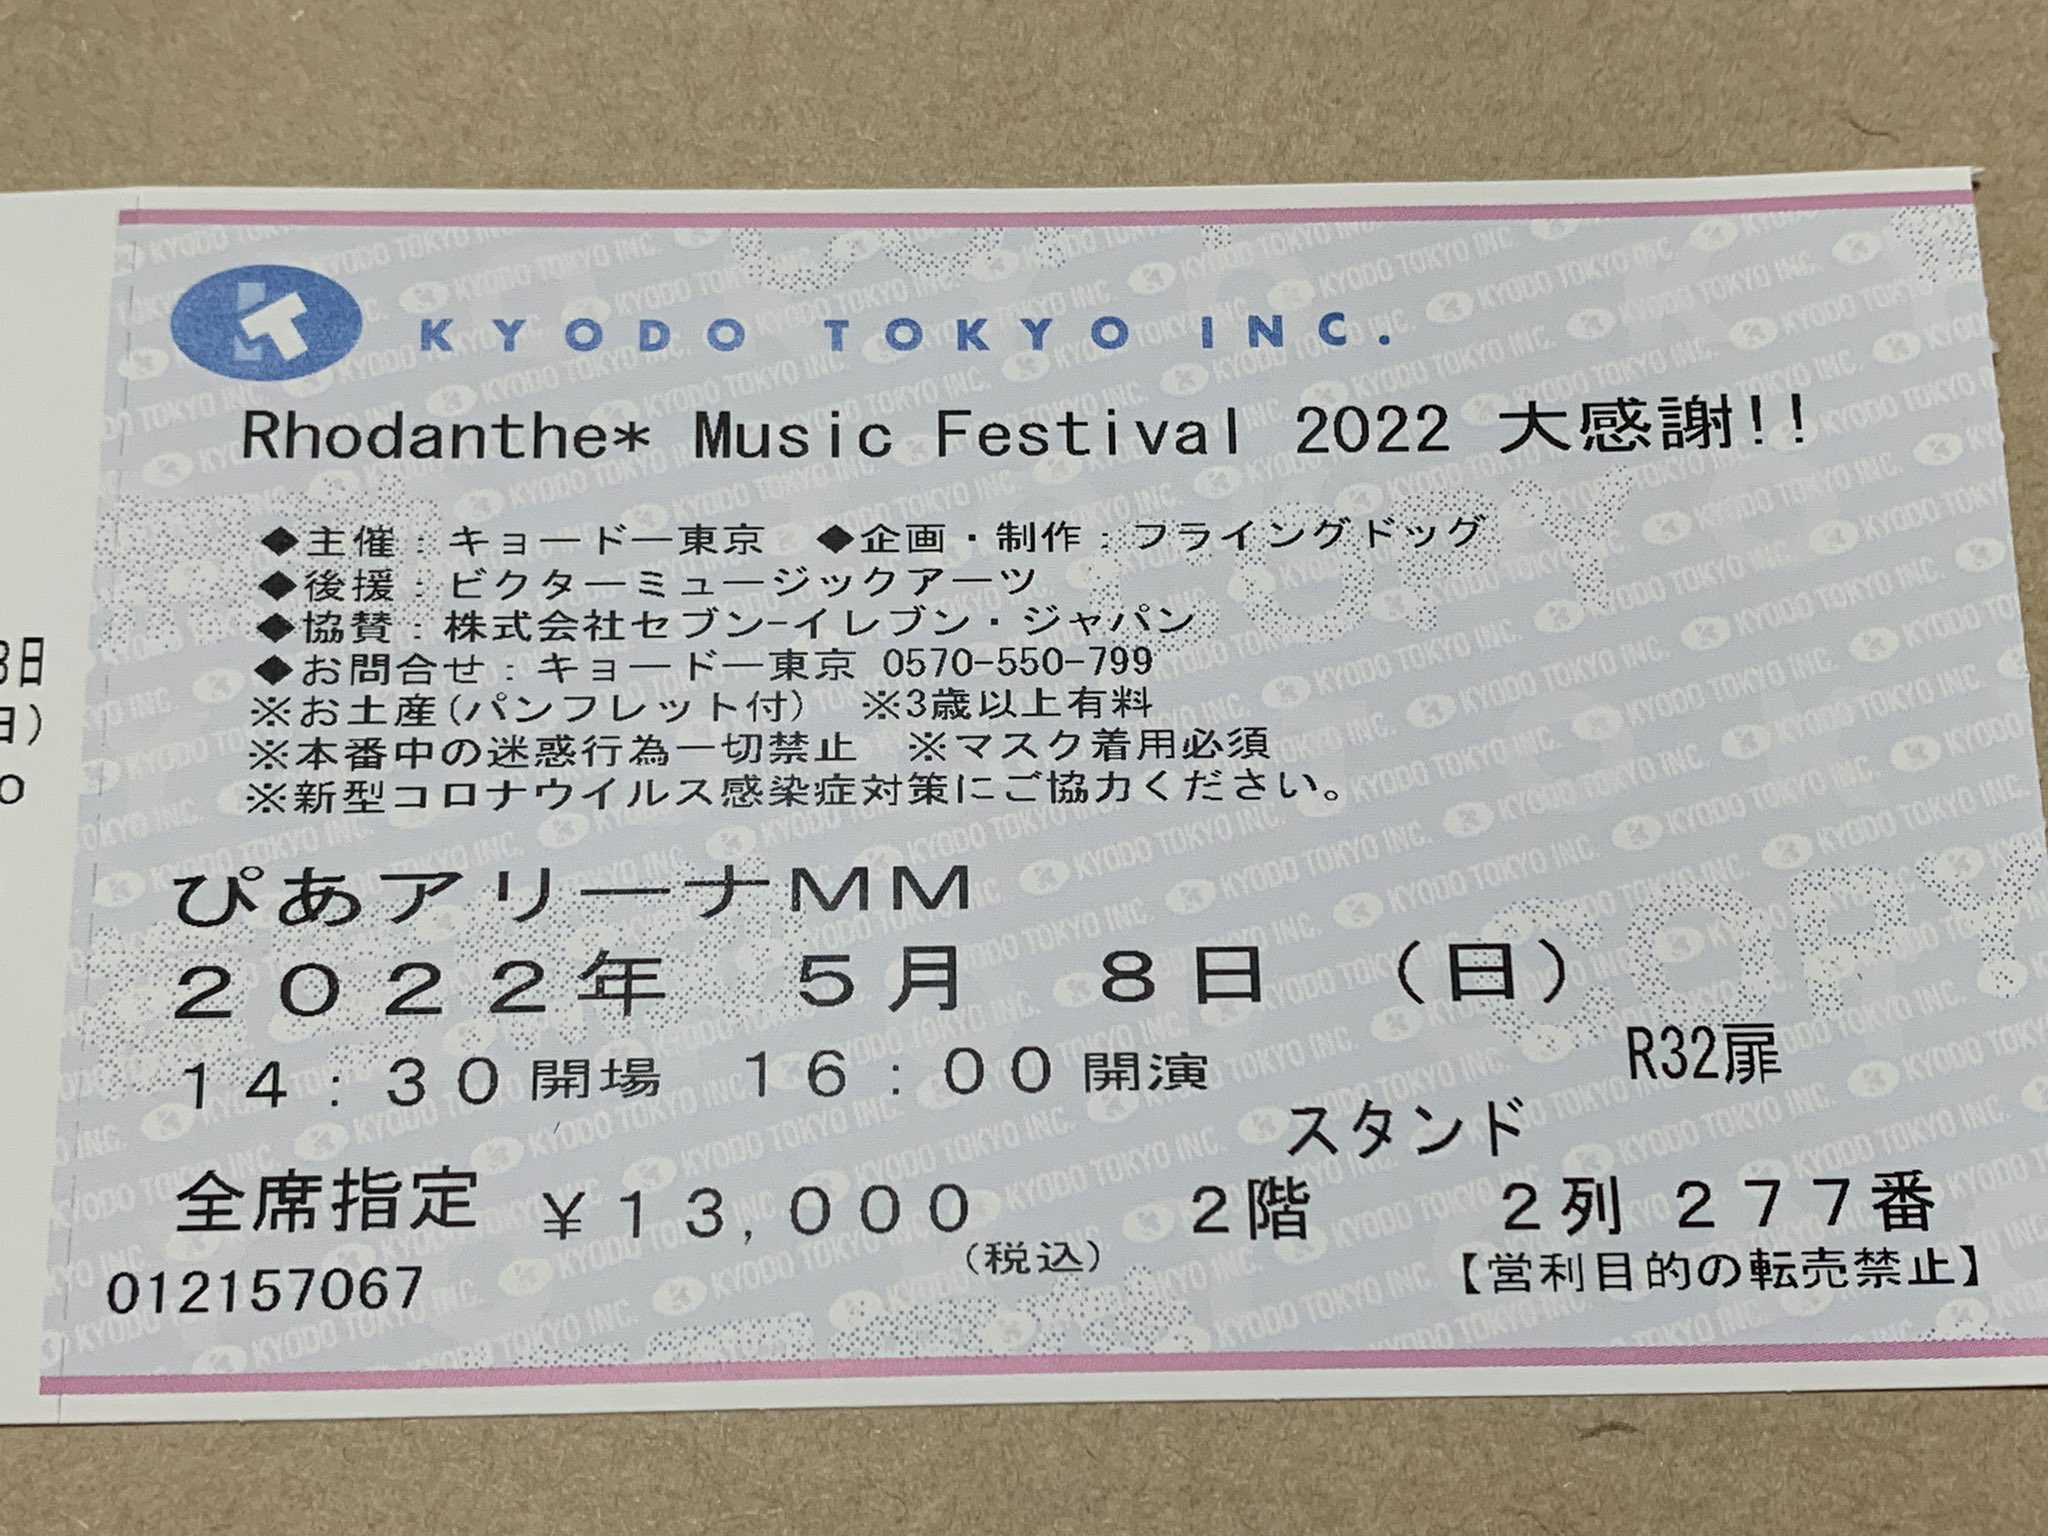 KYODO TOKYO INC.
Rhodanthe* Music Festival 2022 大感謝!!
◆主催：キョードー東京　◆企画・制作：フライングドッグ
◆後援：ビクターミュージックアーツ
◆協賛：株式会社セブン-イレブン・ジャパン
◆お問合せ：キョードー東京 0570-550-799
※お土産(パンフレット付)　※3歳以上有料
※本番中の迷惑行為一切禁止　※マスク着用必須
※新型コロナウイルス感染症対策にご協力ください。
ぴあアリーナＭＭ
２０２２年　５月　８日　（日）
１４：３０開場　１６：００開演
R32扉
スタンド
全席指定　￥１３,０００
(税込)
２階　２列 ２７７番
【営利目的の転売禁止】
012157067
日
日)